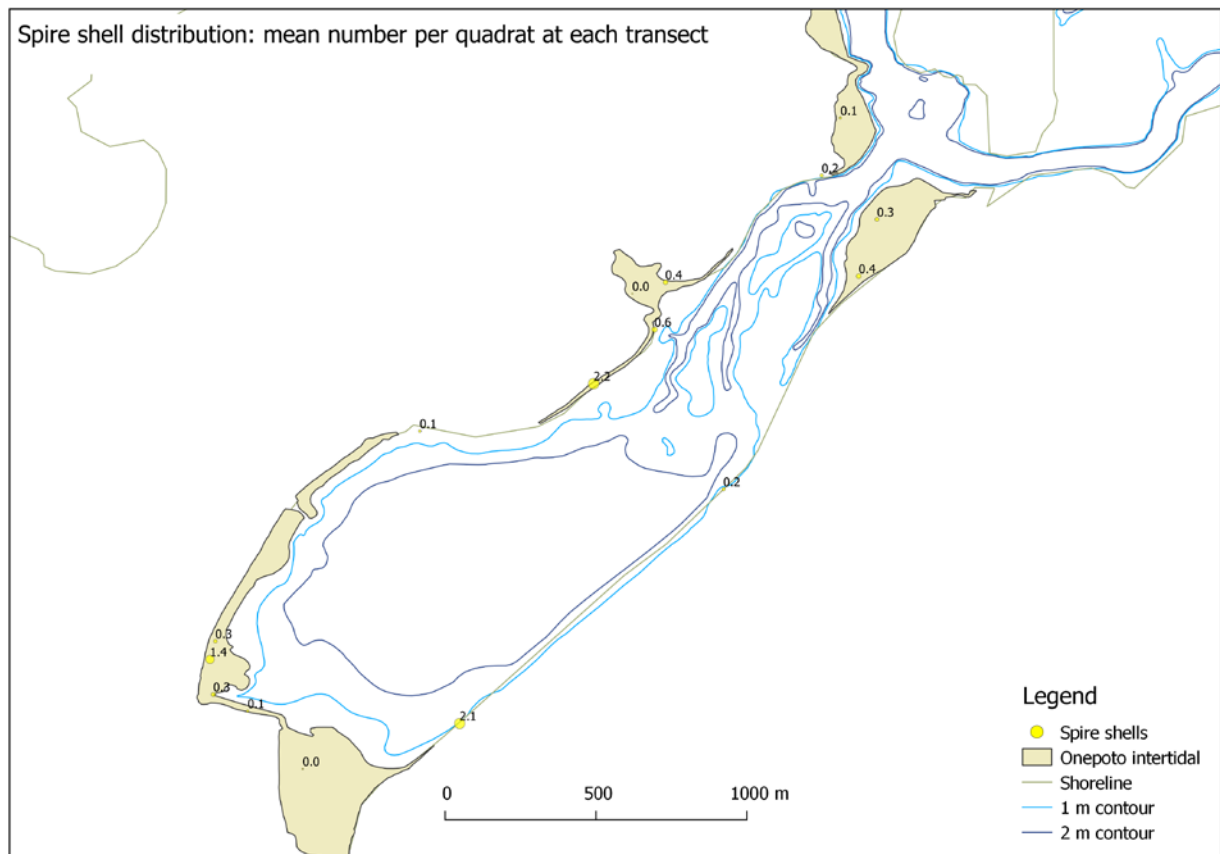 Spire shell distribution: mean number per quadrat at each transect
0.1
0.2
0.3
0.4
0.4
0.0
0.6
2.2
0.1
0.2
0.3
1.4
0.3
0.1
2.1
0.0
Legend
Spire shells
Onepoto intertidal
Shoreline
1 m contour
2 m contour
0 500 1000 m